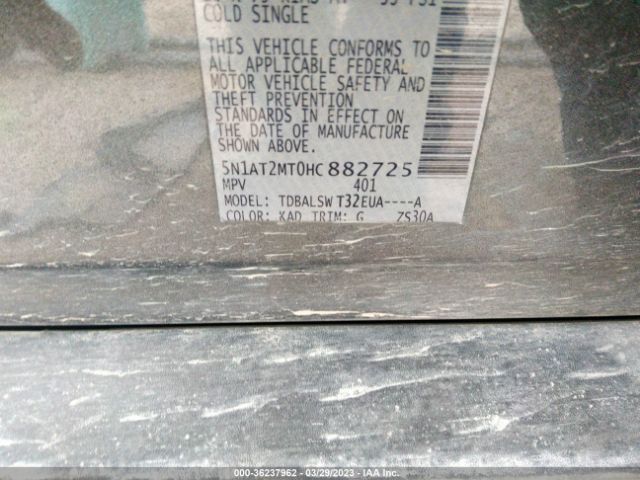 COLD SINGLE
THIS VEHICLE CONFORMS TO
ALL APPLICABLE FEDERAL
MOTOR VEHICLE SAFETY AND
THEFT PREVENTION
STANDARDS IN EFFECT ON
THE DATE OF MANUFACTURE
SHOWN ABOVE.
5N1AT2MT0HC882725
MPV 401
MODEL: TDBALSW T32EUA----A
COLOR: KAD TRIM: G ZS30A
000-36237962 — 03/29/2023 — IAA Inc.